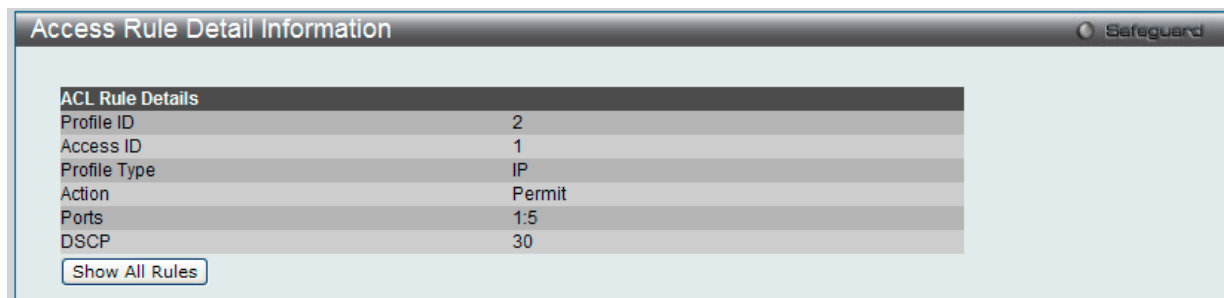 Access Rule Detail Information
Safeguard
ACL Rule Details
Profile ID 2
Access ID 1
Profile Type IP
Action Permit
Ports 1:5
DSCP 30
Show All Rules